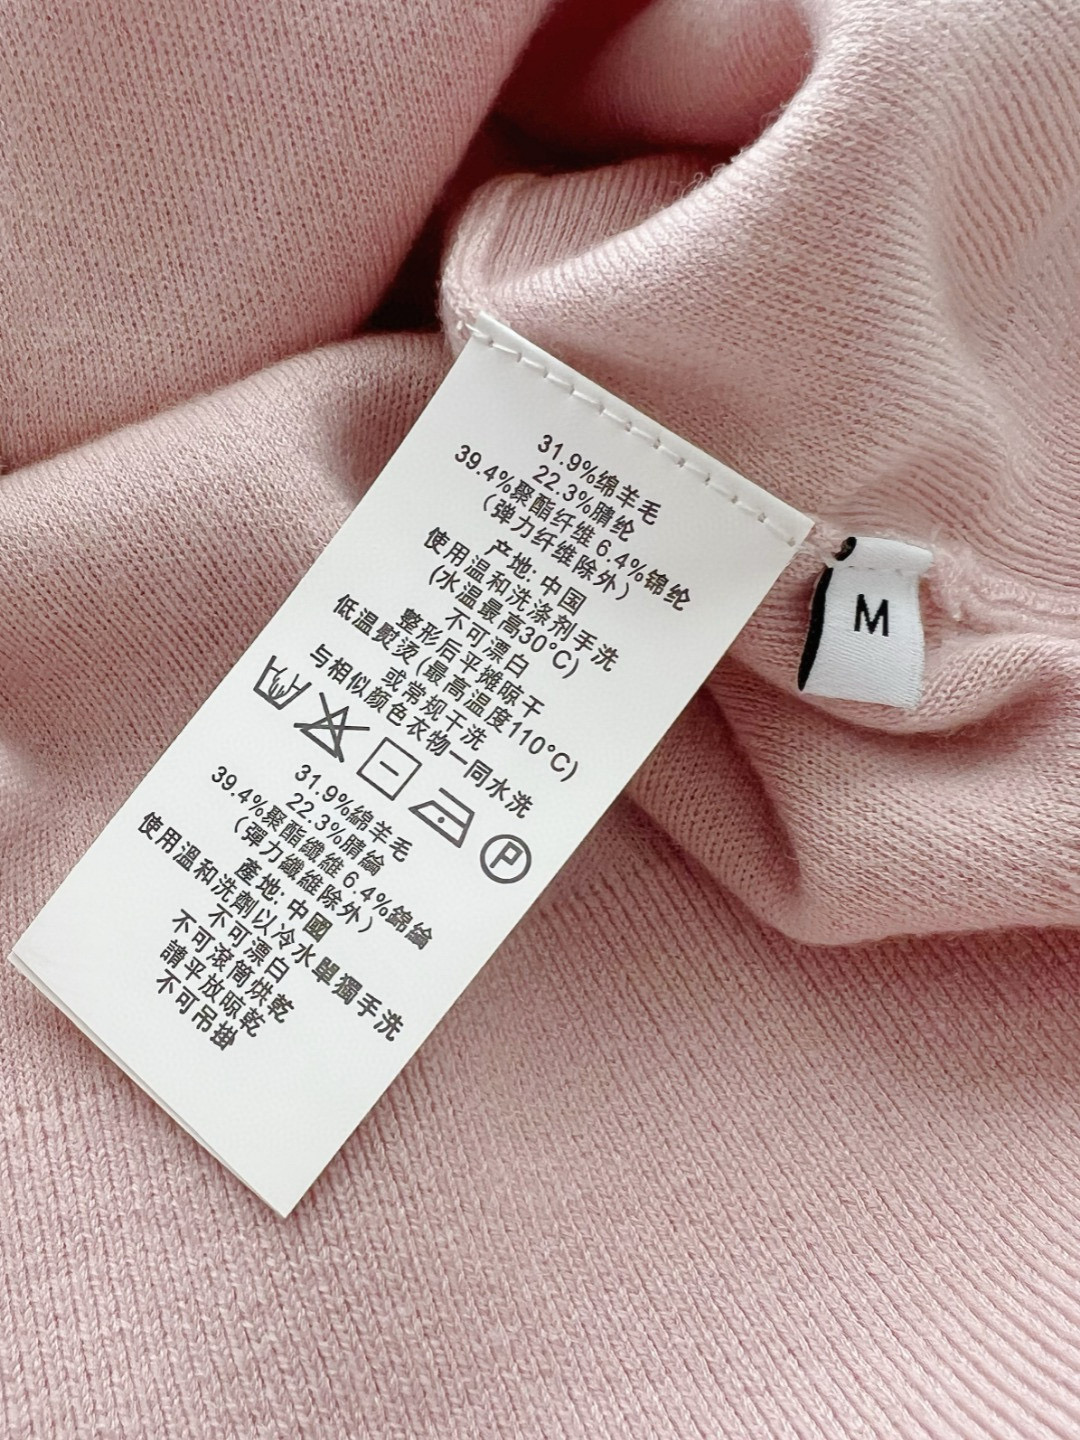 31.9%绵羊毛
22.3%腈纶
39.4%聚酯纤维 6.4%锦纶
(弹力纤维除外)
产地: 中国
使用温和洗涤剂手洗
(水温最高30°C)
不可漂白
整形后平摊晾干
低温熨烫(最高温度110°C)
或常规干洗
与相似颜色衣物一同水洗
P
31.9%綿羊毛
22.3%腈綸
39.4%聚酯纖維 6.4%錦綸
(彈力纖維除外)
產地: 中國
使用溫和洗劑以冷水單獨手洗
不可漂白
不可滾筒烘乾
請平放晾乾
不可吊掛
M